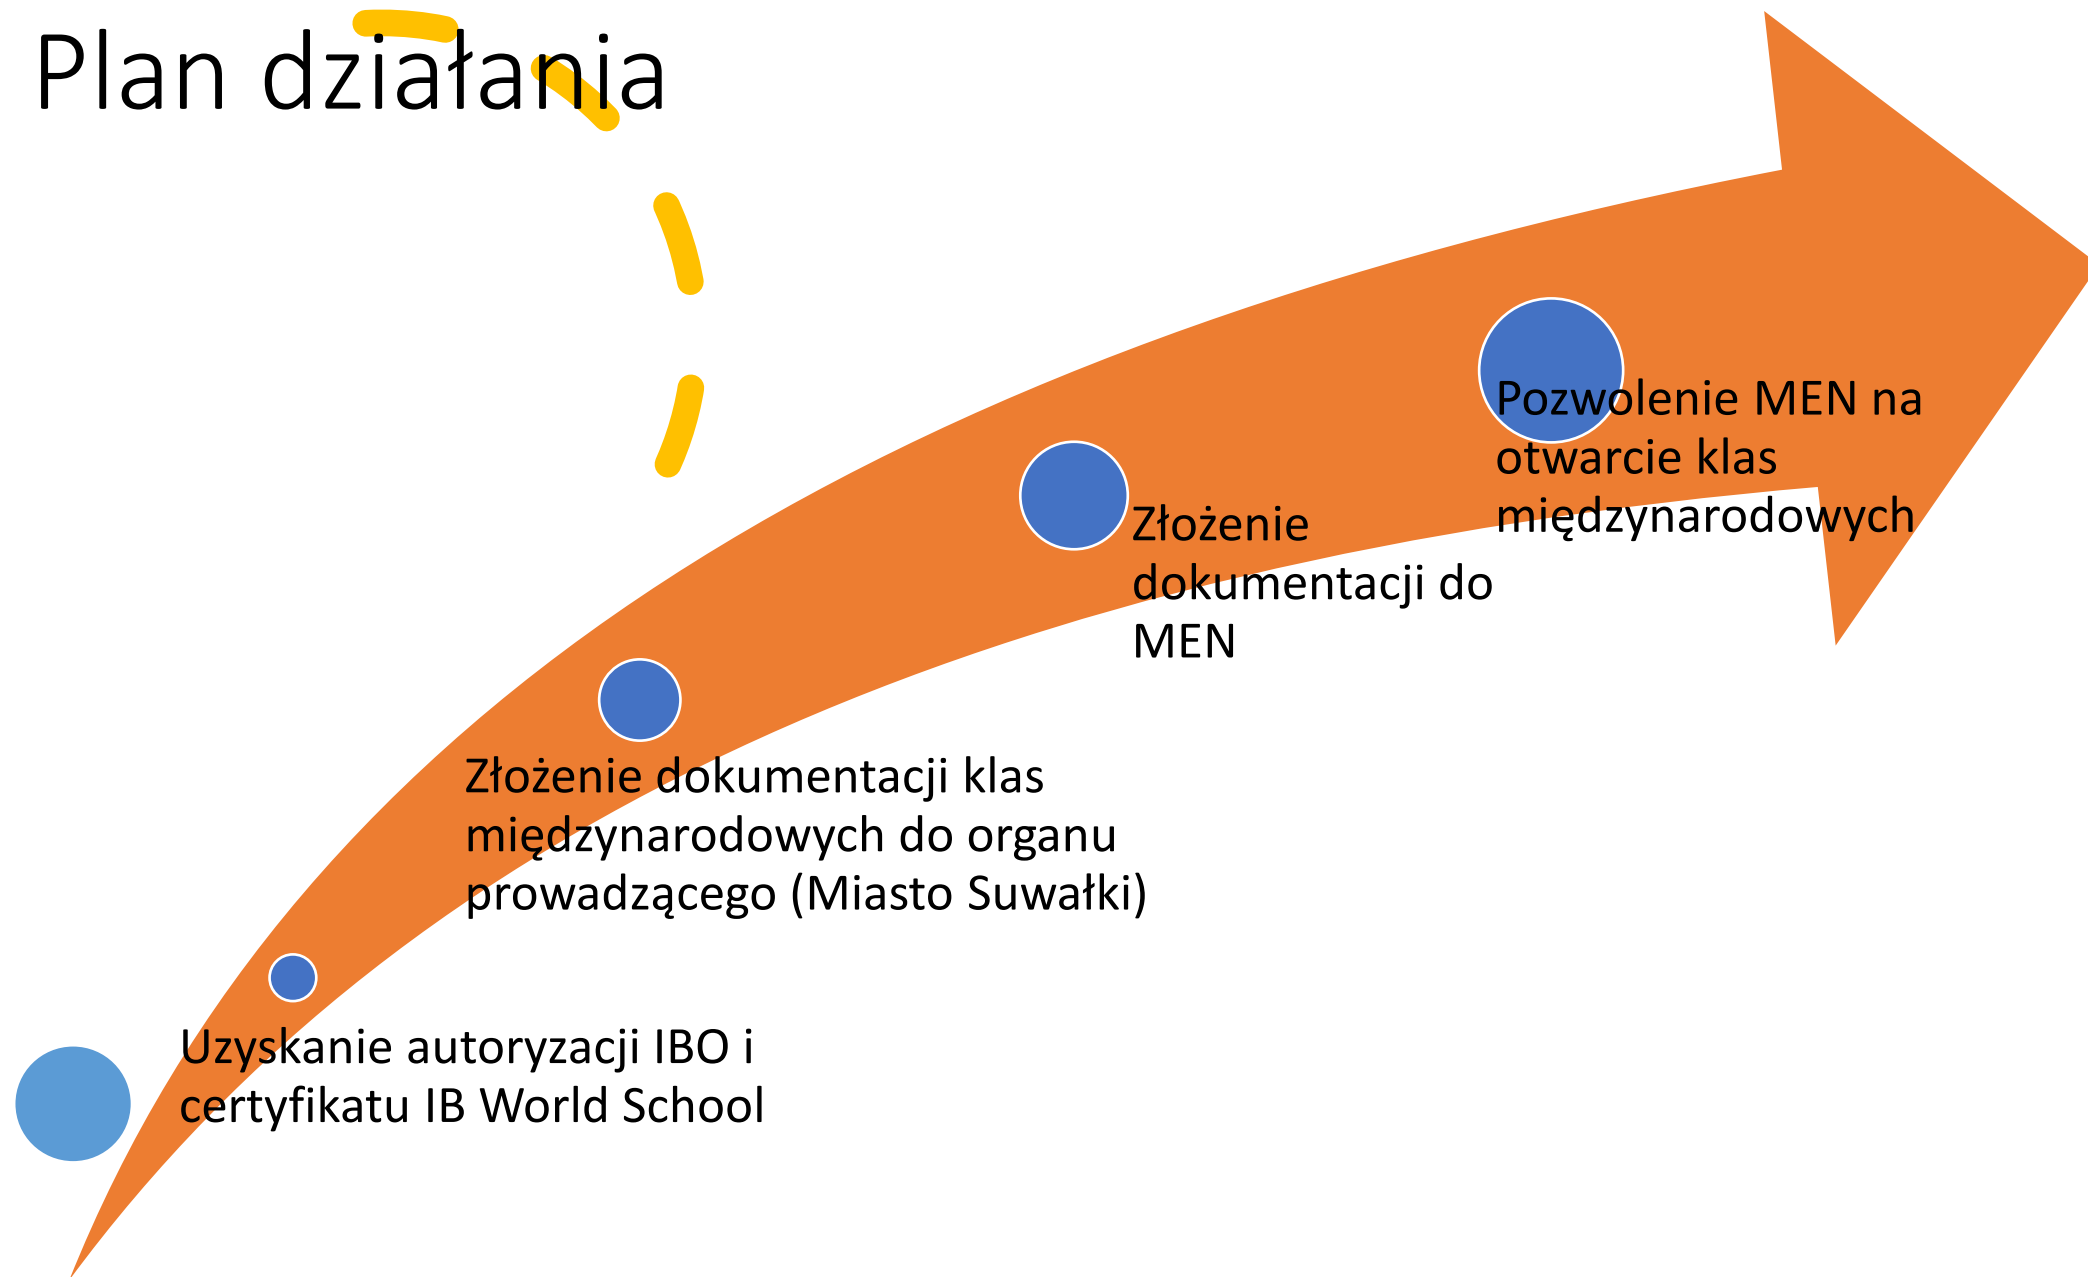 Plan działania
Pozwolenie MEN na
otwarcie klas
międzynarodowych
Złożenie
dokumentacji do
MEN
Złożenie dokumentacji klas
międzynarodowych do organu
prowadzącego (Miasto Suwałki)
Uzyskanie autoryzacji IBO i
certyfikatu IB World School